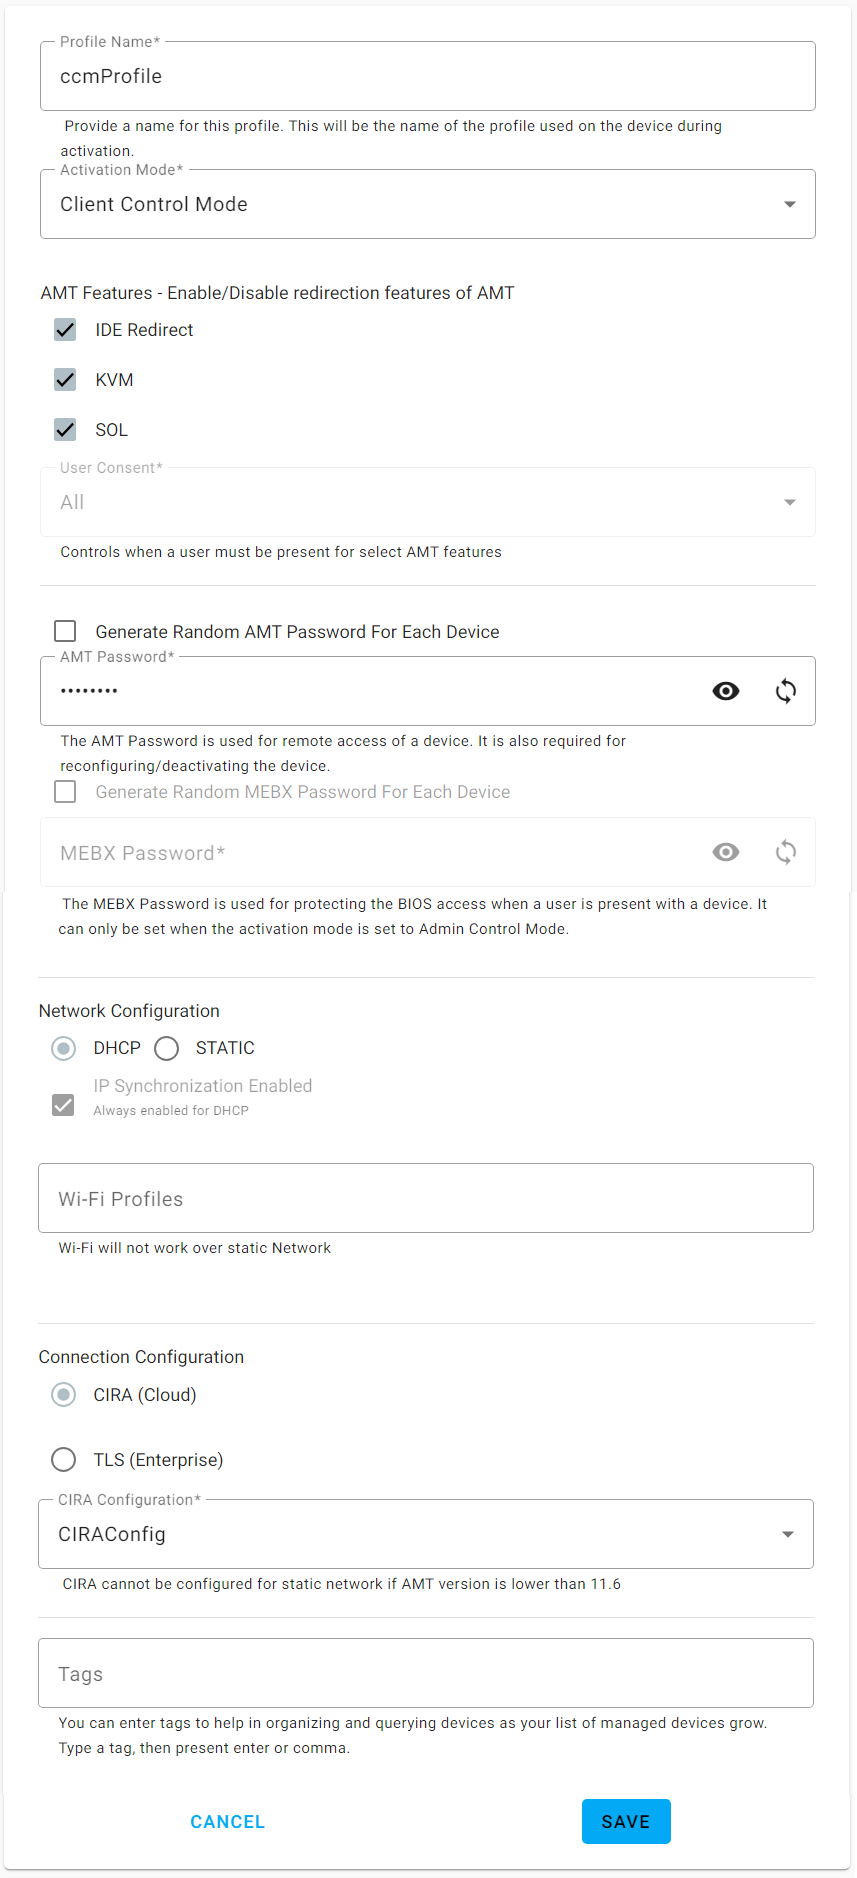 Profile Name*
ccmProfile
Provide a name for this profile. This will be the name of the profile used on the device during
activation.
Activation Mode*
Client Control Mode
AMT Features - Enable/Disable redirection features of AMT
IDE Redirect
KVM
SOL
User Consent*
All
Controls when a user must be present for select AMT features
Generate Random AMT Password For Each Device
AMT Password*
••••••••
The AMT Password is used for remote access of a device. It is also required for
reconfiguring/deactivating the device.
Generate Random MEBX Password For Each Device
MEBX Password*
The MEBX Password is used for protecting the BIOS access when a user is present with a device. It
can only be set when the activation mode is set to Admin Control Mode.
Network Configuration
DHCP STATIC
IP Synchronization Enabled
Always enabled for DHCP
Wi-Fi Profiles
Wi-Fi will not work over static Network
Connection Configuration
CIRA (Cloud)
TLS (Enterprise)
CIRA Configuration*
CIRAConfig
CIRA cannot be configured for static network if AMT version is lower than 11.6
Tags
You can enter tags to help in organizing and querying devices as your list of managed devices grow.
Type a tag, then present enter or comma.
CANCEL SAVE